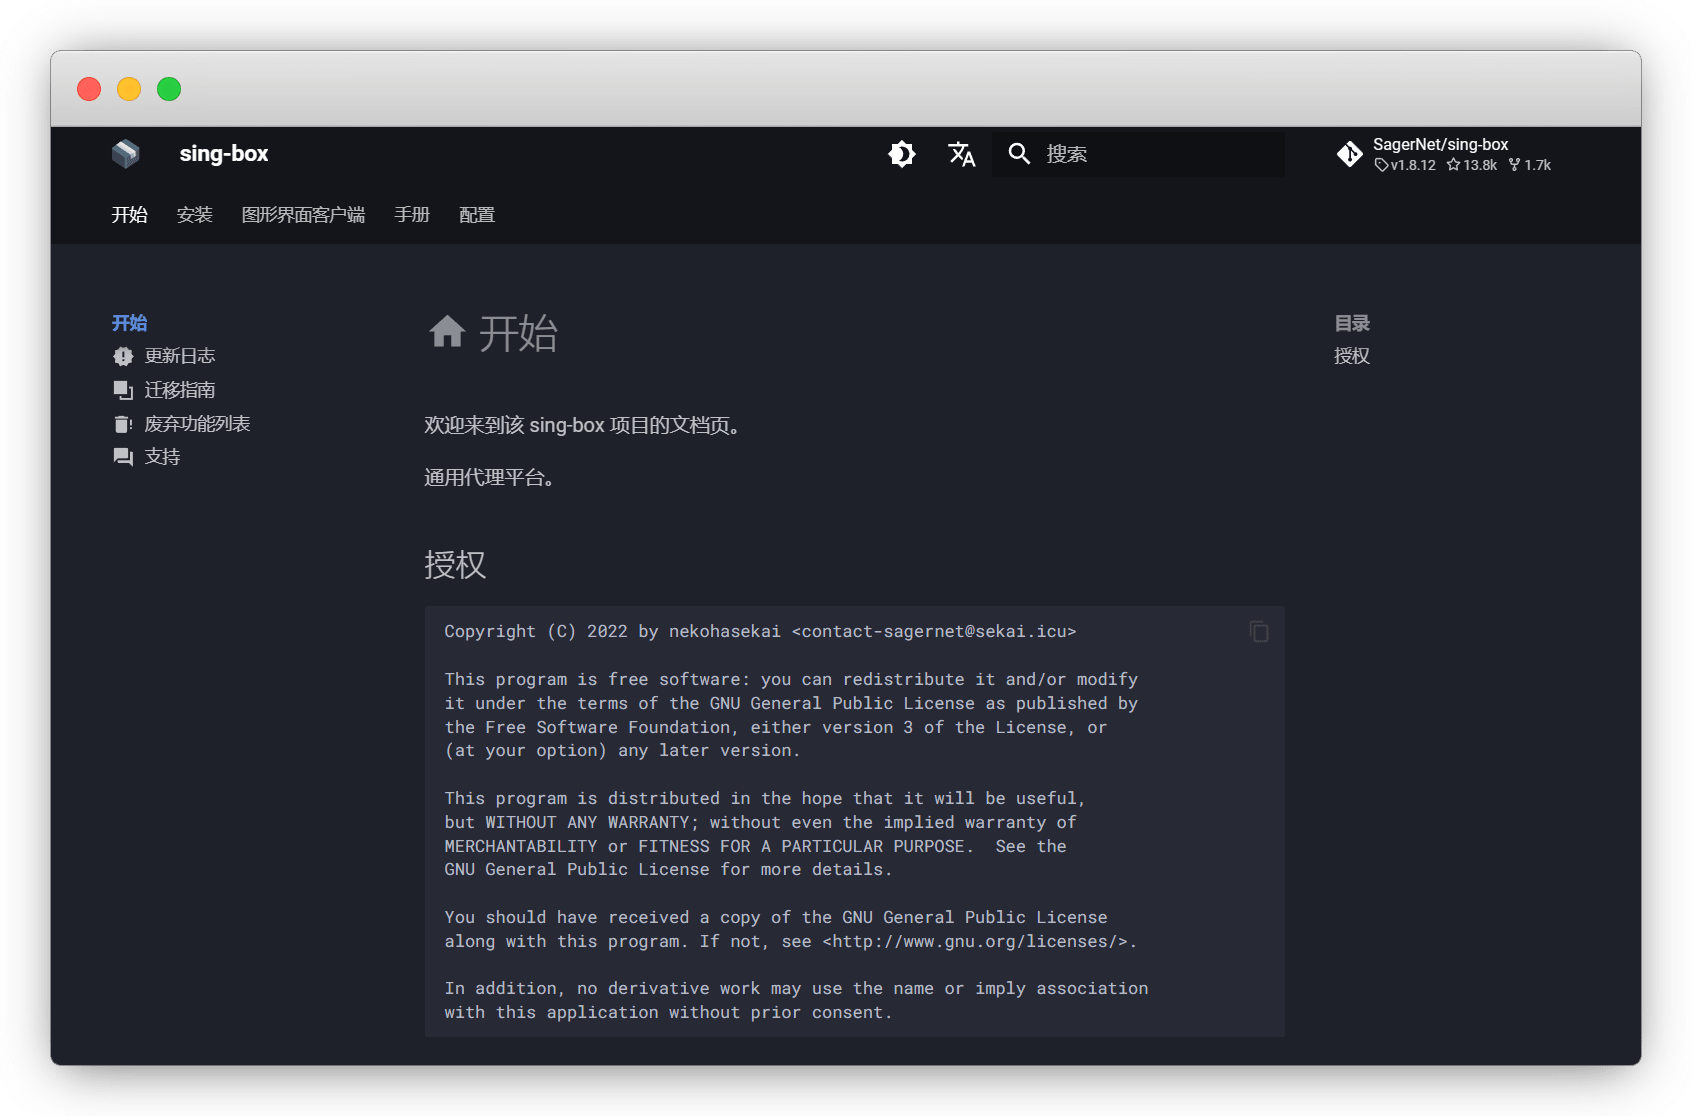 sing-box
搜索
SagerNet/sing-box
v1.8.12 13.8k 1.7k
开始 安装 图形界面客户端 手册 配置
开始
更新日志
迁移指南
废弃功能列表
支持
开始
欢迎来到该 sing-box 项目的文档页。
通用代理平台。
授权
Copyright (C) 2022 by nekohasekai <contact-sagernet@sekai.icu>
This program is free software: you can redistribute it and/or modify
it under the terms of the GNU General Public License as published by
the Free Software Foundation, either version 3 of the License, or
(at your option) any later version.
This program is distributed in the hope that it will be useful,
but WITHOUT ANY WARRANTY; without even the implied warranty of
MERCHANTABILITY or FITNESS FOR A PARTICULAR PURPOSE.  See the
GNU General Public License for more details.
You should have received a copy of the GNU General Public License
along with this program. If not, see <http://www.gnu.org/licenses/>.
In addition, no derivative work may use the name or imply association
with this application without prior consent.
目录
授权